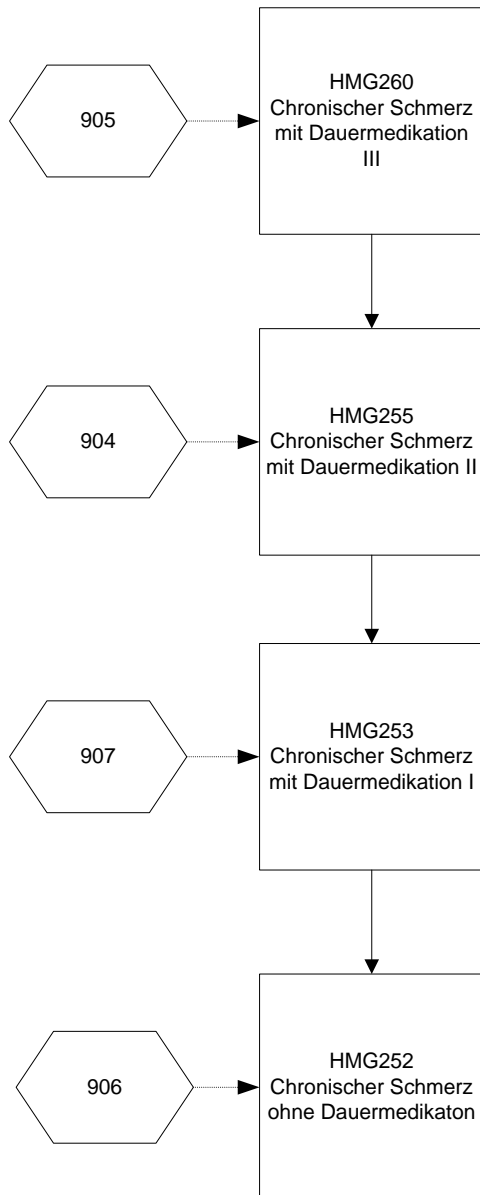 905
HMG260
Chronischer Schmerz
mit Dauermedikation
III
904
HMG255
Chronischer Schmerz
mit Dauermedikation II
907
HMG253
Chronischer Schmerz
mit Dauermedikation I
906
HMG252
Chronischer Schmerz
ohne Dauermedikaton